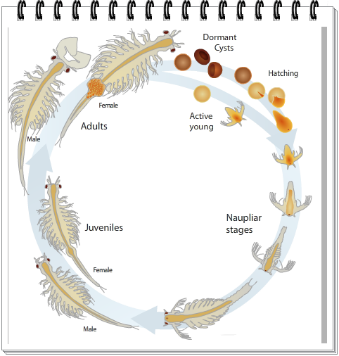 Dormant
Cysts
Hatching
Female
Male
Adults
Active
young
Naupliar
stages
Juveniles
Female
Male